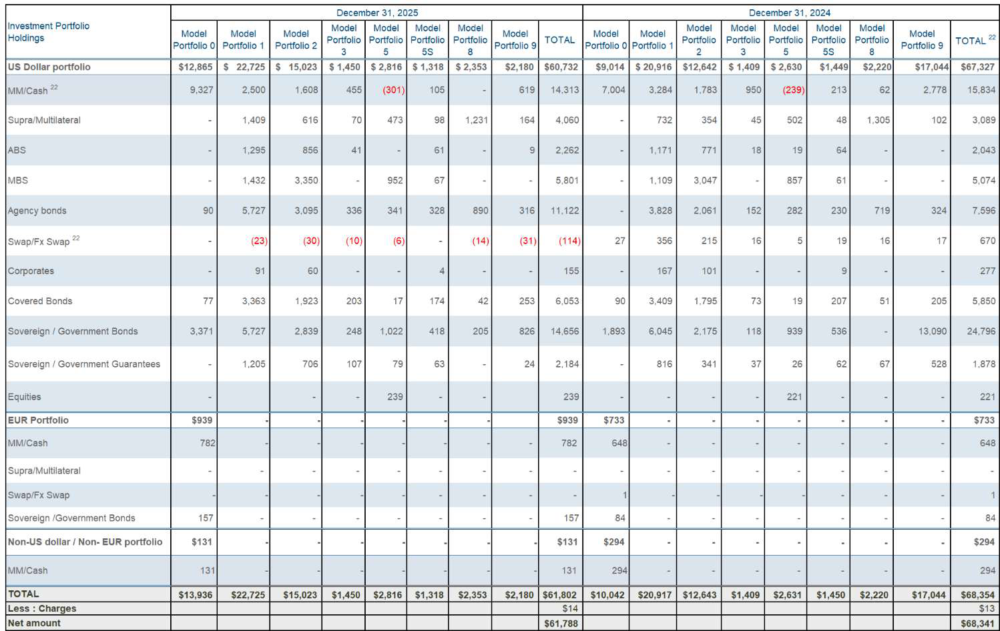 December 31, 2025 December 31, 2024
Investment Portfolio Holdings Model Portfolio 0 Model Portfolio 1 Model Portfolio 2 Model Portfolio 3 Model Portfolio 5 Model Portfolio 5S Model Portfolio 8 Model Portfolio 9 TOTAL Model Portfolio 0 Model Portfolio 1 Model Portfolio 2 Model Portfolio 3 Model Portfolio 5 Model Portfolio 5S Model Portfolio 8 Model Portfolio 9 TOTAL 22
US Dollar portfolio $12,865 $ 22,725 $ 15,023 $ 1,450 $ 2,816 $ 1,318 $ 2,353 $2,180 $60,732 $9,014 $ 20,916 $12,642 $ 1,409 $ 2,630 $1,449 $2,220 $17,044 $67,327
MM/Cash 22 9,327 2,500 1,608 455 (301) 105 - 619 14,313 7,004 3,284 1,783 950 (239) 213 62 2,778 15,834
Supra/Multilateral - 1,409 616 70 473 98 1,231 164 4,060 - 732 354 45 502 48 1,305 102 3,089
ABS - 1,295 856 41 - 61 - 9 2,262 - 1,171 771 18 19 64 - - 2,043
MBS - 1,432 3,350 - 952 67 - - 5,801 - 1,109 3,047 - 857 61 - - 5,074
Agency bonds 90 5,727 3,095 336 341 328 890 316 11,122 - 3,828 2,061 152 282 230 719 324 7,596
Swap/Fx Swap 22 - (23) (30) (10) (6) - (14) (31) (114) 27 356 215 16 5 19 16 17 670
Corporates - 91 60 - - 4 - - 155 - 167 101 - - 9 - - 277
Covered Bonds 77 3,363 1,923 203 17 174 42 253 6,053 90 3,409 1,795 73 19 207 51 205 5,850
Sovereign / Government Bonds 3,371 5,727 2,839 248 1,022 418 205 826 14,656 1,893 6,045 2,175 118 939 536 - 13,090 24,796
Sovereign / Government Guarantees - 1,205 706 107 79 63 - 24 2,184 - 816 341 37 26 62 67 528 1,878
Equities - - - 239 - - - 239 - - - - 221 - - - 221
EUR Portfolio $939 - - - - - - $939 $733 - - - - - - - $733
MM/Cash 782 - - - - - - - 782 648 - - - - - - - 648
Supra/Multilateral - - - - - - - - - - - - - - - - - -
Swap/Fx Swap - - - - - - - - - 1 - - - - - - - 1
Sovereign /Government Bonds 157 - - - - - - - 157 84 - - - - - - - 84
Non-US dollar / Non- EUR portfolio $131 - - - - - - - $131 $294 - - - - - - - $294
MM/Cash 131 - - - - - - - 131 294 - - - - - - - 294
TOTAL $13,936 $22,725 $15,023 $1,450 $2,816 $1,318 $2,353 $2,180 $61,802 $10,042 $20,917 $12,643 $1,409 $2,631 $1,450 $2,220 $17,044 $68,354
Less : Charges $14 $13
Net amount $61,788 $68,341